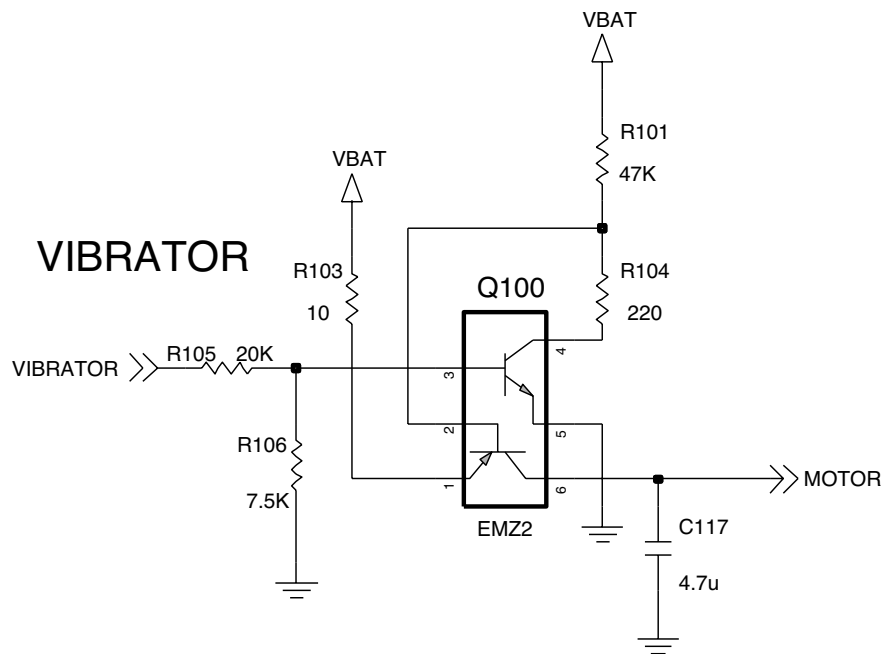 VBAT
R101
47K
VBAT
VIBRATOR
R103
10
R104
220
Q100
VIBRATOR
R105 20K
3
4
2
5
R106
7.5K
1
6
MOTOR
EMZ2
C117
4.7u